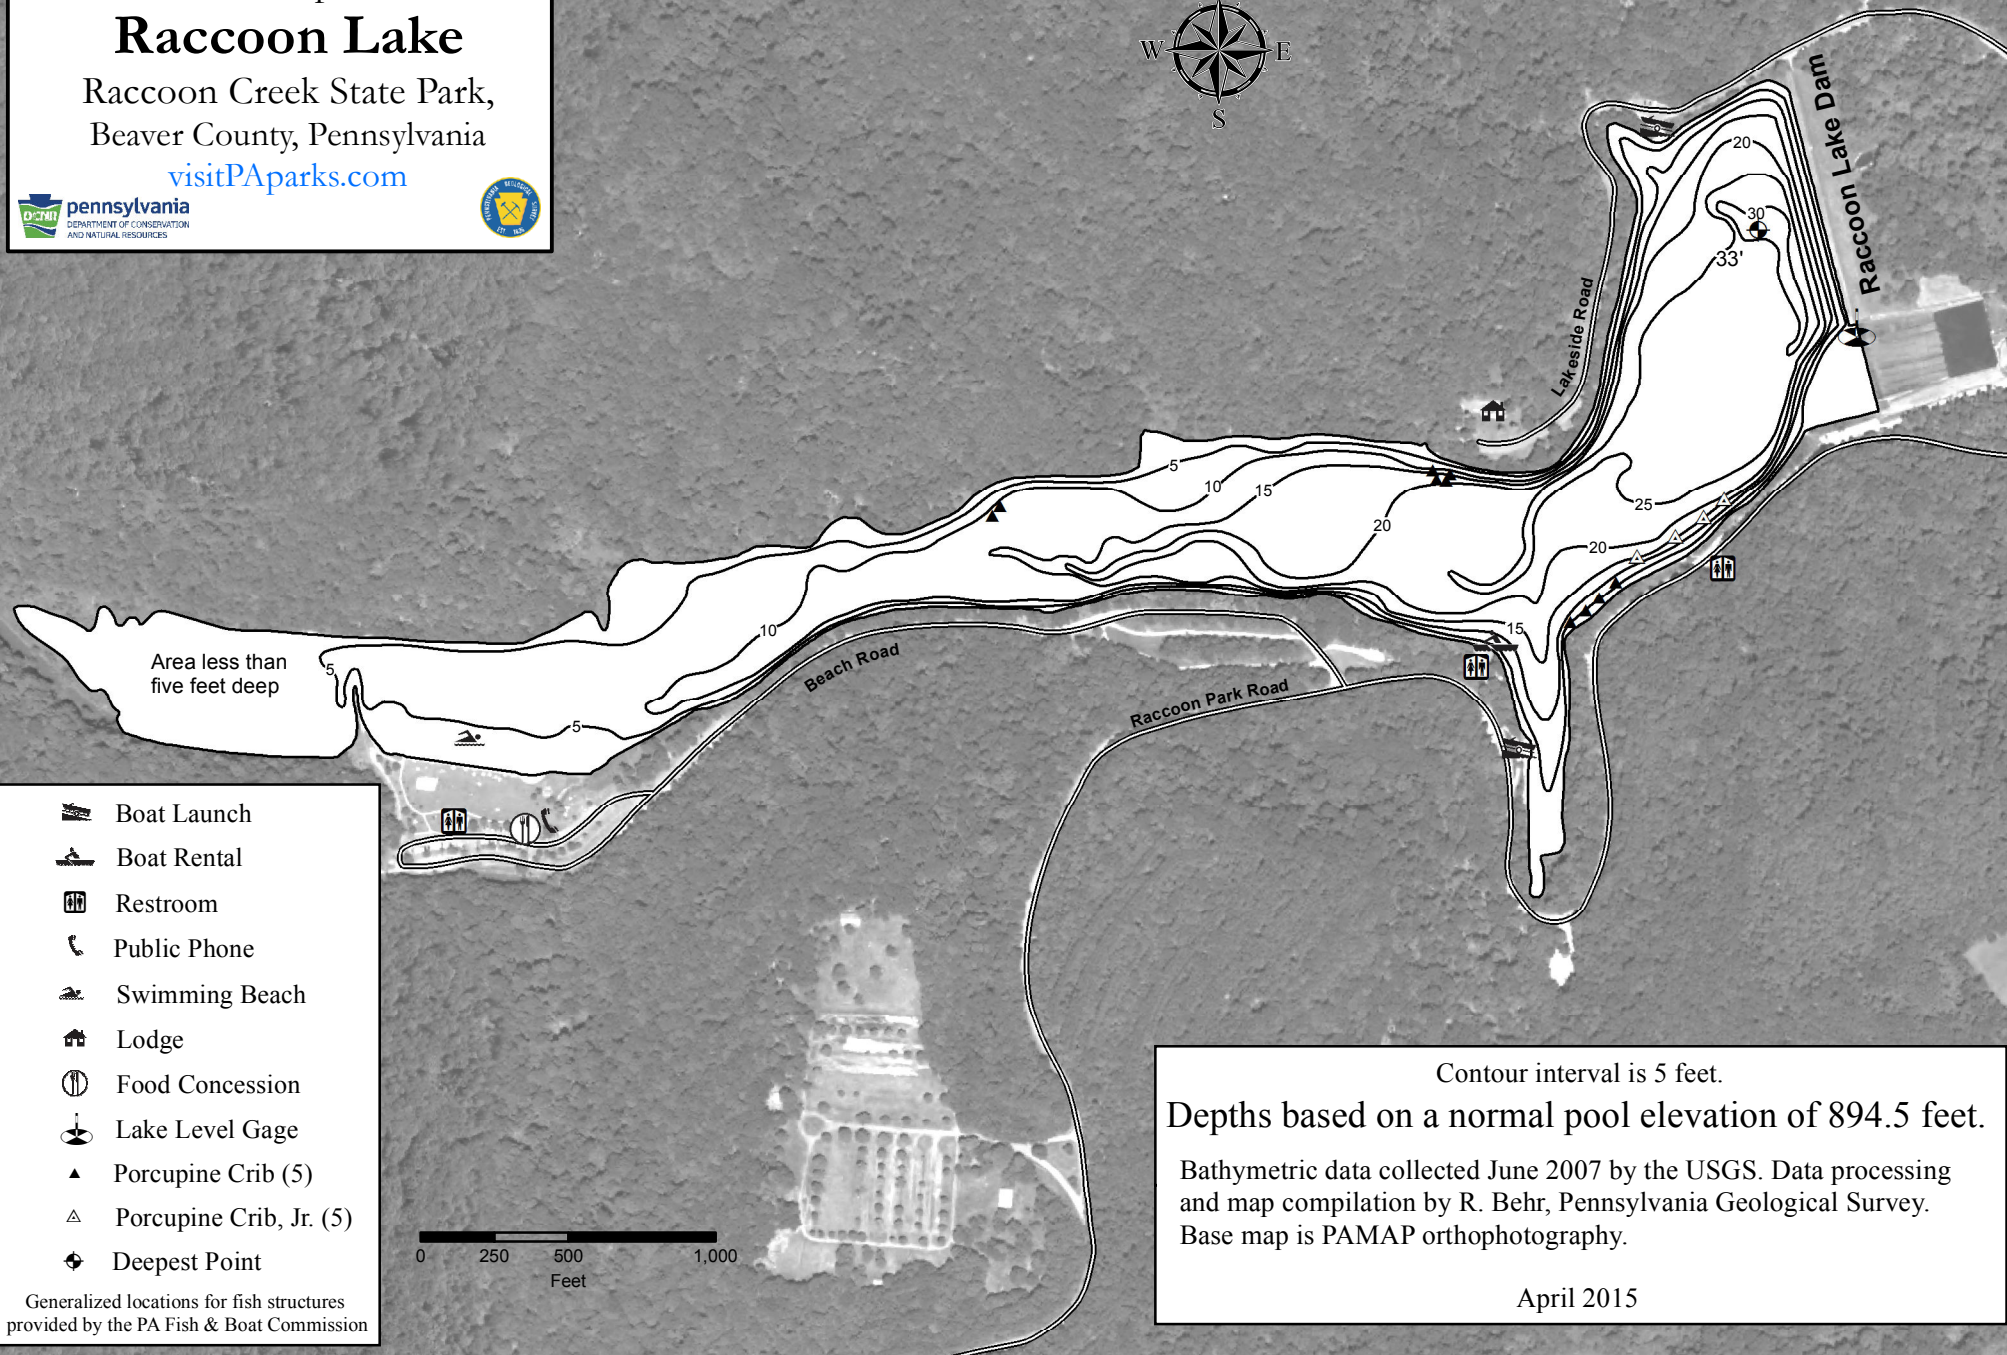 Raccoon Lake
Raccoon Creek State Park,
Beaver County, Pennsylvania
visitPAparks.com
DCNR
pennsylvania
DEPARTMENT OF CONSERVATION
AND NATURAL RESOURCES
W
E
S
Raccoon Lake Dam
20
30
33'
Lakeside Road
5
10
15
20
25
20
15
10
5
5
Area less than
five feet deep
Beach Road
Raccoon Park Road
Boat Launch
Boat Rental
Restroom
Public Phone
Swimming Beach
Lodge
Food Concession
Lake Level Gage
Porcupine Crib (5)
Porcupine Crib, Jr. (5)
Deepest Point
Generalized locations for fish structures
provided by the PA Fish & Boat Commission
0 250 500 1,000
Feet
Contour interval is 5 feet.
Depths based on a normal pool elevation of 894.5 feet.
Bathymetric data collected June 2007 by the USGS. Data processing
and map compilation by R. Behr, Pennsylvania Geological Survey.
Base map is PAMAP orthophotography.
April 2015